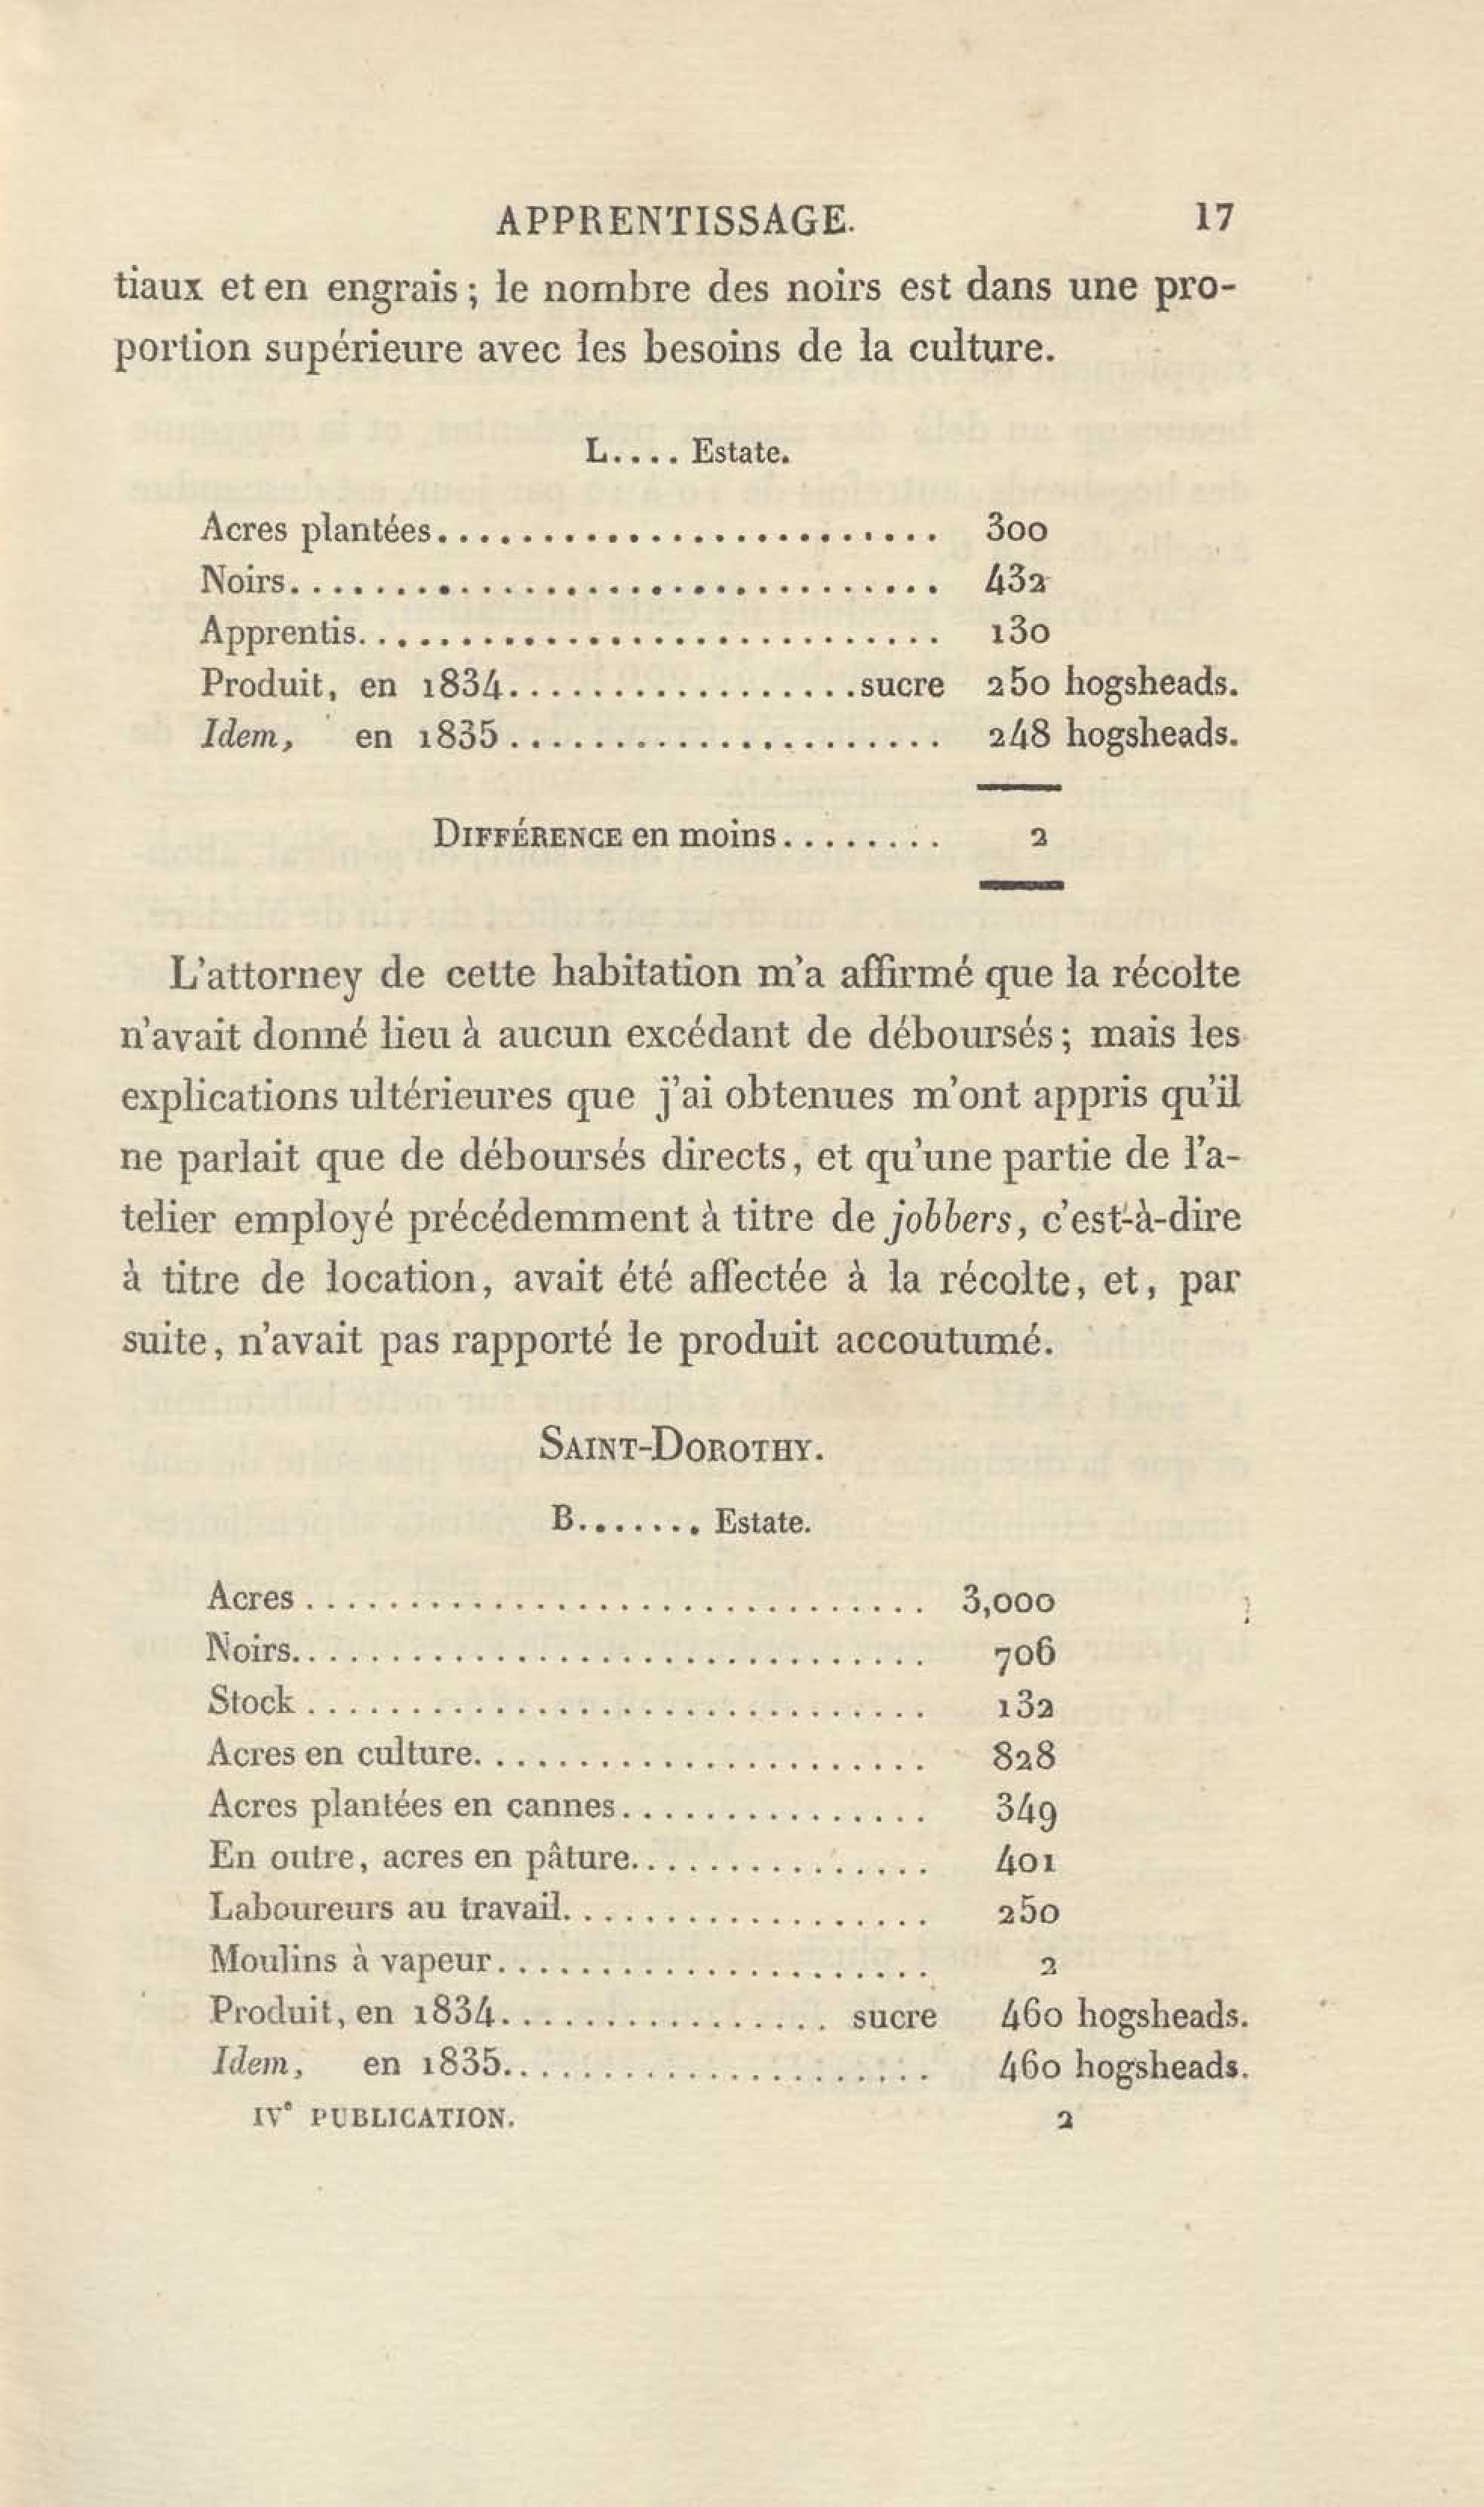 APPRENTISSAGE. 17
tiaux et en engrais; le nombre des noirs est dans une pro-
portion supérieure avec les besoins de la culture.
L.... Estate.
Acres plantées........................ 300
Noirs............................... 432
Apprentis............................ 130
Produit, en 1834.................sucre 250 hogsheads.
Idem, en 1835..................... 248 hogsheads.
DIFFÉRENCE en moins........ 2
L'attorney de cette habitation m'a affirmé que la récolte
n'avait donné lieu à aucun excédant de déboursés; mais les
explications ultérieures que j'ai obtenues m'ont appris qu'il
ne parlait que de déboursés directs, et qu'une partie de l'a-
telier employé précédemment à titre de jobbers, c'est-à-dire
à titre de location, avait été affectée à la récolte, et, par
suite, n'avait pas rapporté le produit accoutumé.
SAINT-DOROTHY.
B....... Estate.
Acres.............................. 3,000
Noirs............................... 706
Stock.............................. 132
Acres en culture...................... 828
Acres plantées en cannes............... 349
En outre, acres en pâture............... 401
Laboureurs au travail.................. 250
Moulins à vapeur..................... 2
Produit, en 1834................ sucre 460 hogsheads.
Idem, en 1835..................... 460 hogsheads.
IVe PUBLICATION. 2